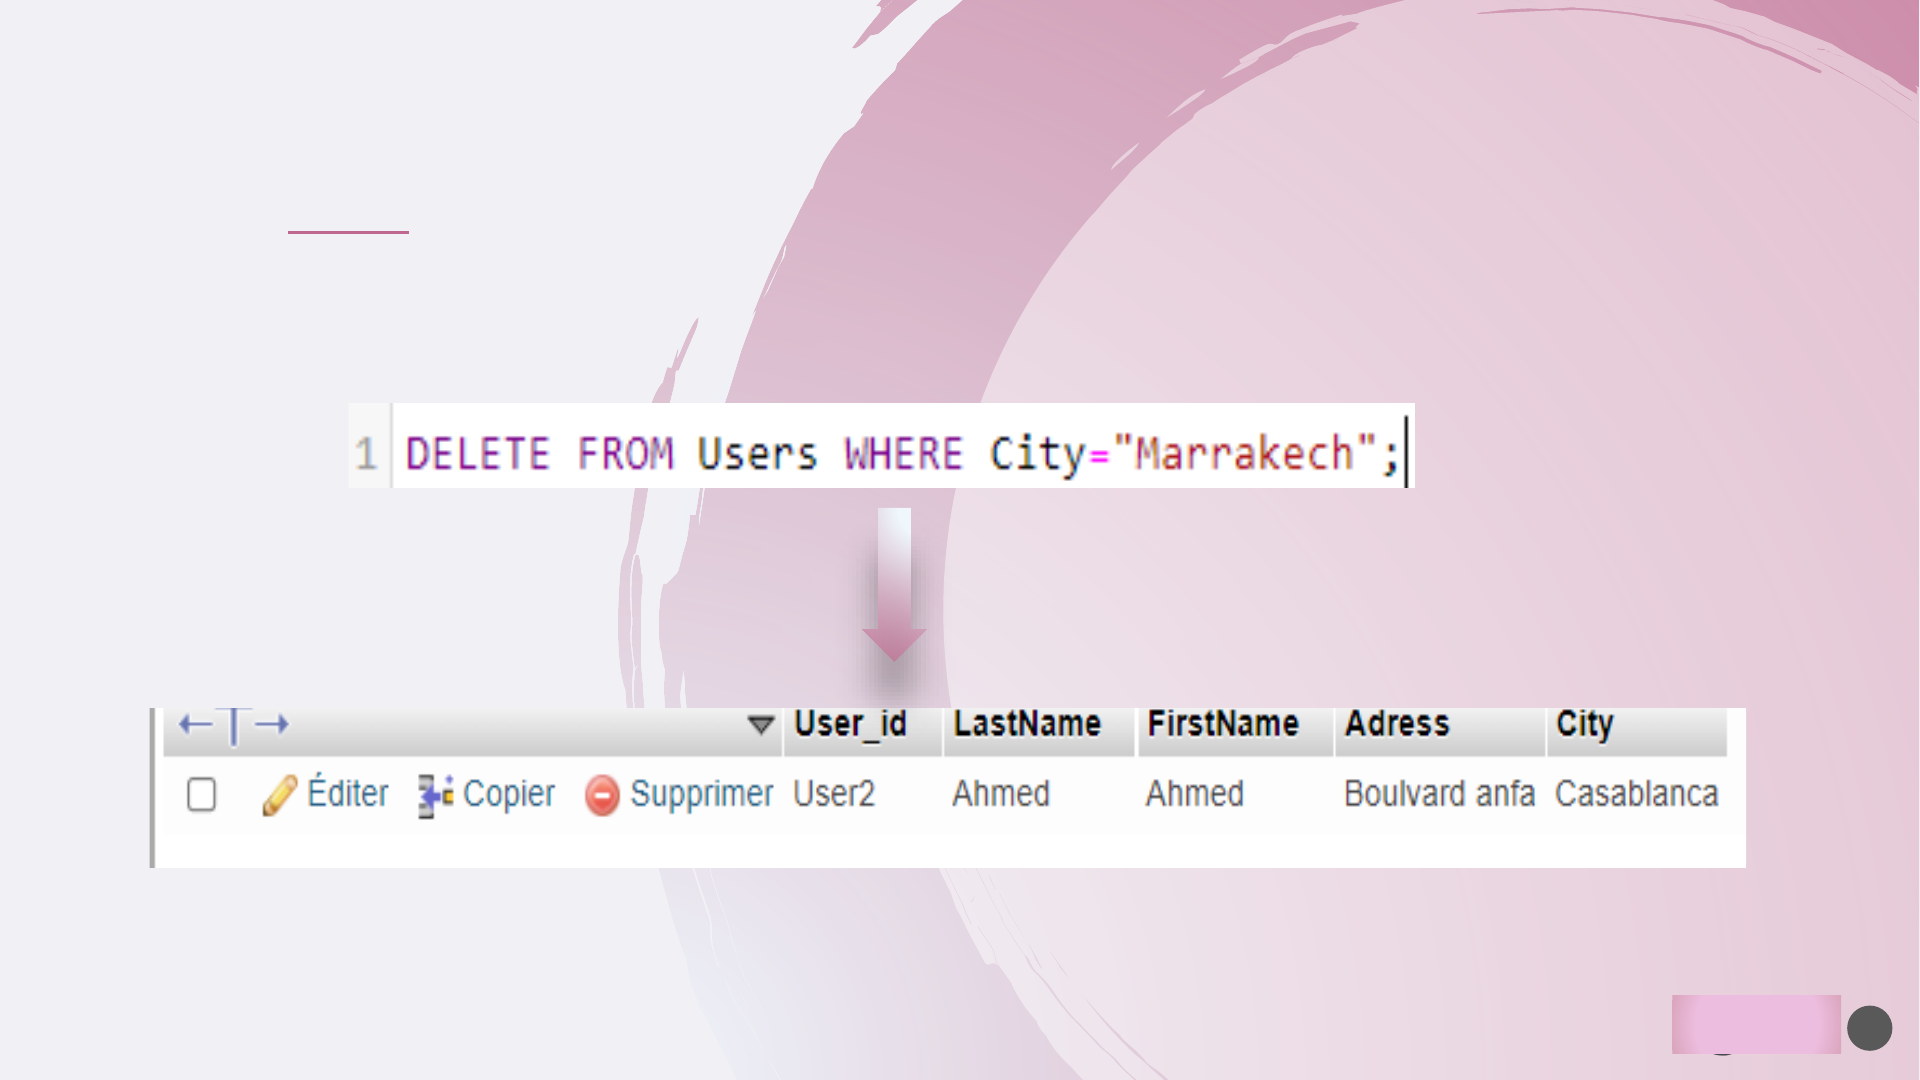 1 DELETE FROM Users WHERE City="Marrakech";
User_id LastName FirstName Adress City
Éditer Copier Supprimer User2 Ahmed Ahmed Boulvard anfa Casablanca